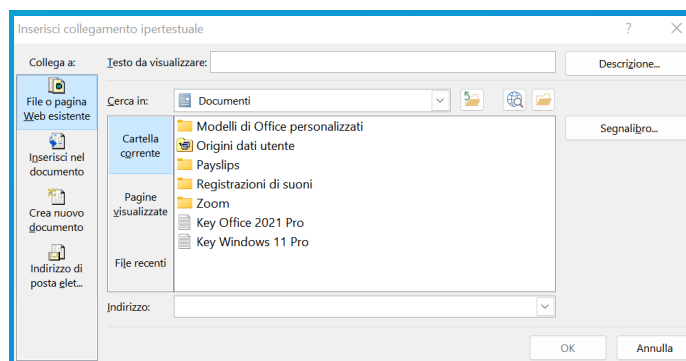 Inserisci collegamento ipertestuale ?
Collega a:
Testo da visualizzare:
Descrizione...
File o pagina
Web esistente
Cerca in:
Documenti
Cartella
corrente
Modelli di Office personalizzati
Origini dati utente
Payslips
Registrazioni di suoni
Zoom
Key Office 2021 Pro
Key Windows 11 Pro
Segnalibro...
Inserisci nel
documento
Pagine
visualizzate
Crea nuovo
documento
File recenti
Indirizzo di
posta elet...
Indirizzo:
OK
Annulla